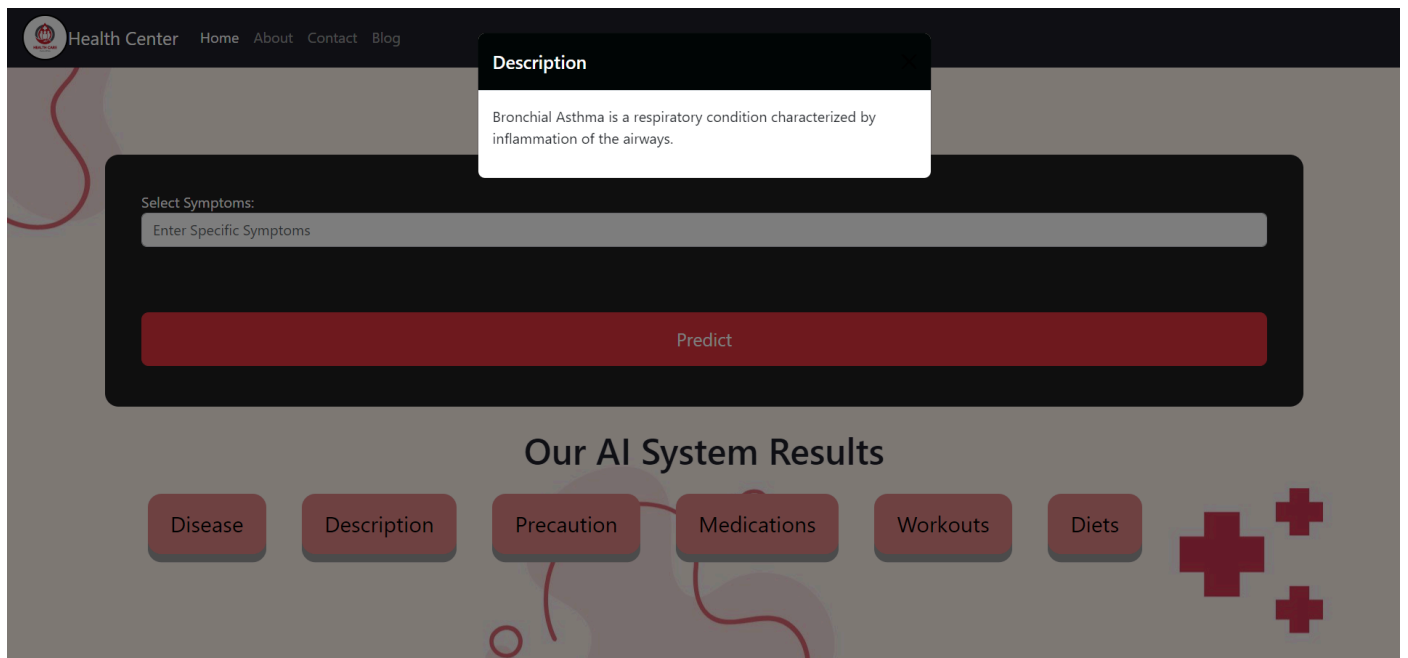 Health Center Home About Contact Blog
Description
Bronchial Asthma is a respiratory condition characterized by
inflammation of the airways.
Select Symptoms:
Enter Specific Symptoms
Predict
Our AI System Results
Disease Description Precaution Medications Workouts Diets